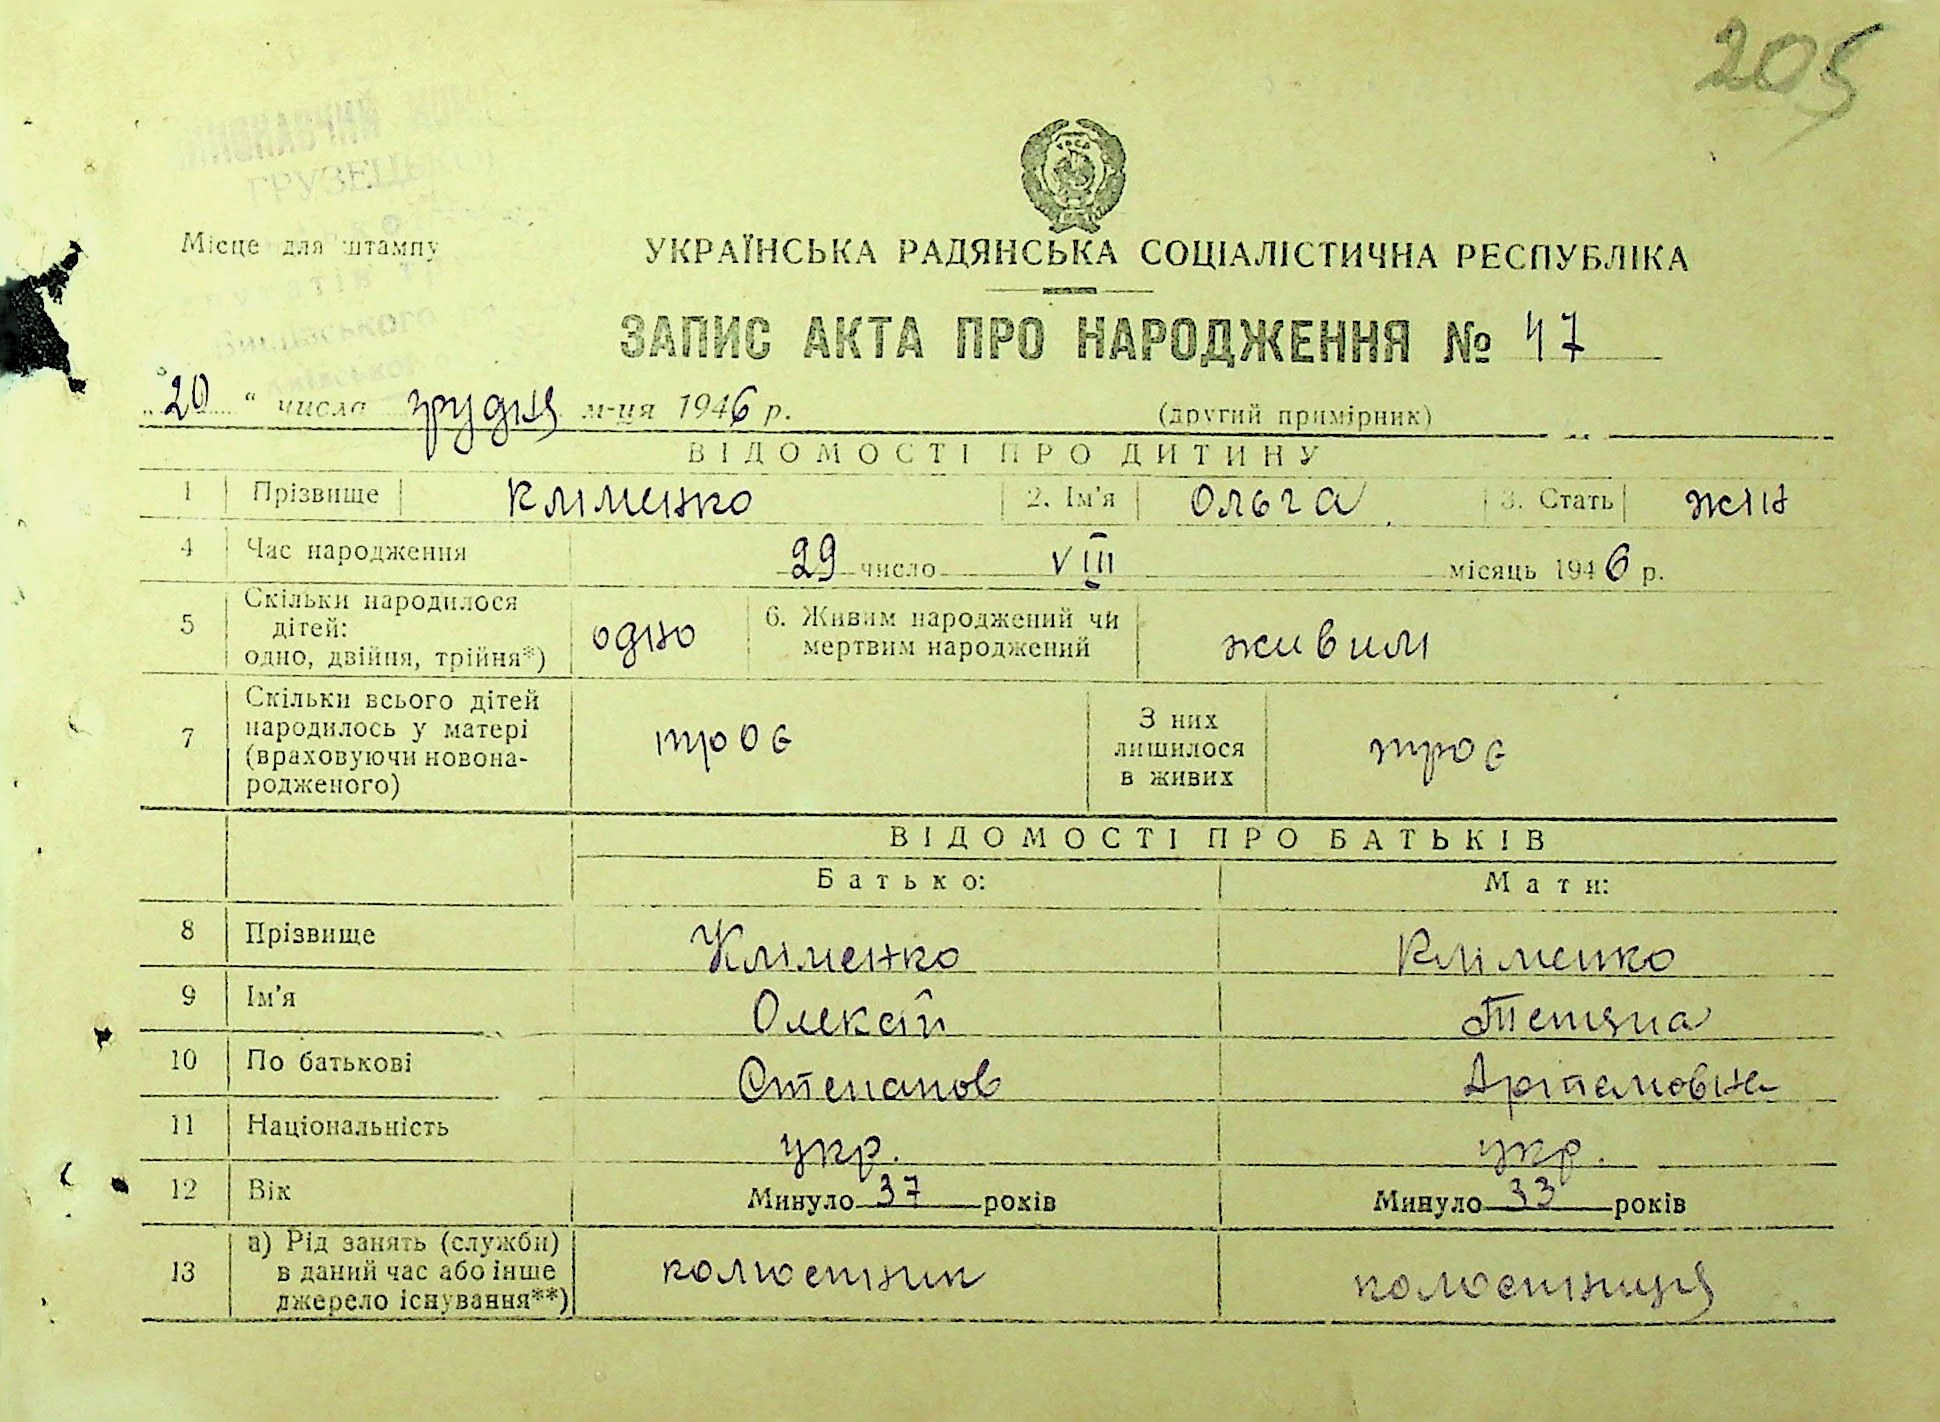 205
ГРУЗЕЦЬКО
Місце для штампу
УКРАЇНСЬКА РАДЯНСЬКА СОЦІАЛІСТИЧНА РЕСПУБЛІКА
ЗАПИС АКТА ПРО НАРОДЖЕННЯ № 47
„20“ числа грудня м-ця 1946 р.
(другий примірник)
ВІДОМОСТІ ПРО ДИТИНУ
1 Прізвище Кліменко 2. Ім’я Ольга 3. Стать жін
4 Час народження 29 число VIII місяць 1946 р.
5 Скільки народилося дітей: одно, двійня, трійня*) одно 6. Живим народжений чи мертвим народжений живим
7 Скільки всього дітей народилось у матері (враховуючи новонародженого) троє З них лишилося в живих троє
ВІДОМОСТІ ПРО БАТЬКІВ
Батько: Мати:
8 Прізвище Кліменко Кліменко
9 Ім’я Олексій Тетяна
10 По батькові Степанов Артемовна
11 Національність укр. укр.
12 Вік Минуло 37 років Минуло 33 років
13 а) Рід занять (служби) в даний час або інше джерело існування**) колгоспник колгоспниця